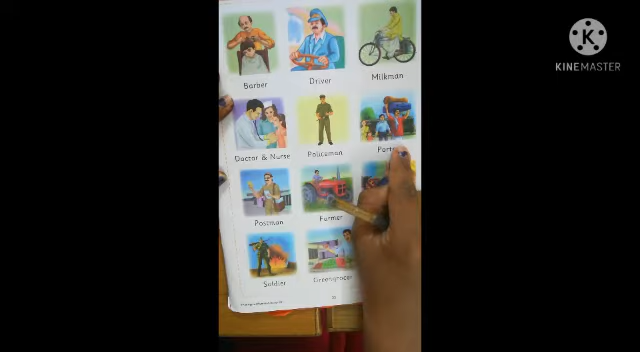 K
KINEMASTER
Barber
Driver
Milkman
Doctor & Nurse
Policeman
Postman
Farmer
Soldier
Greengrocer